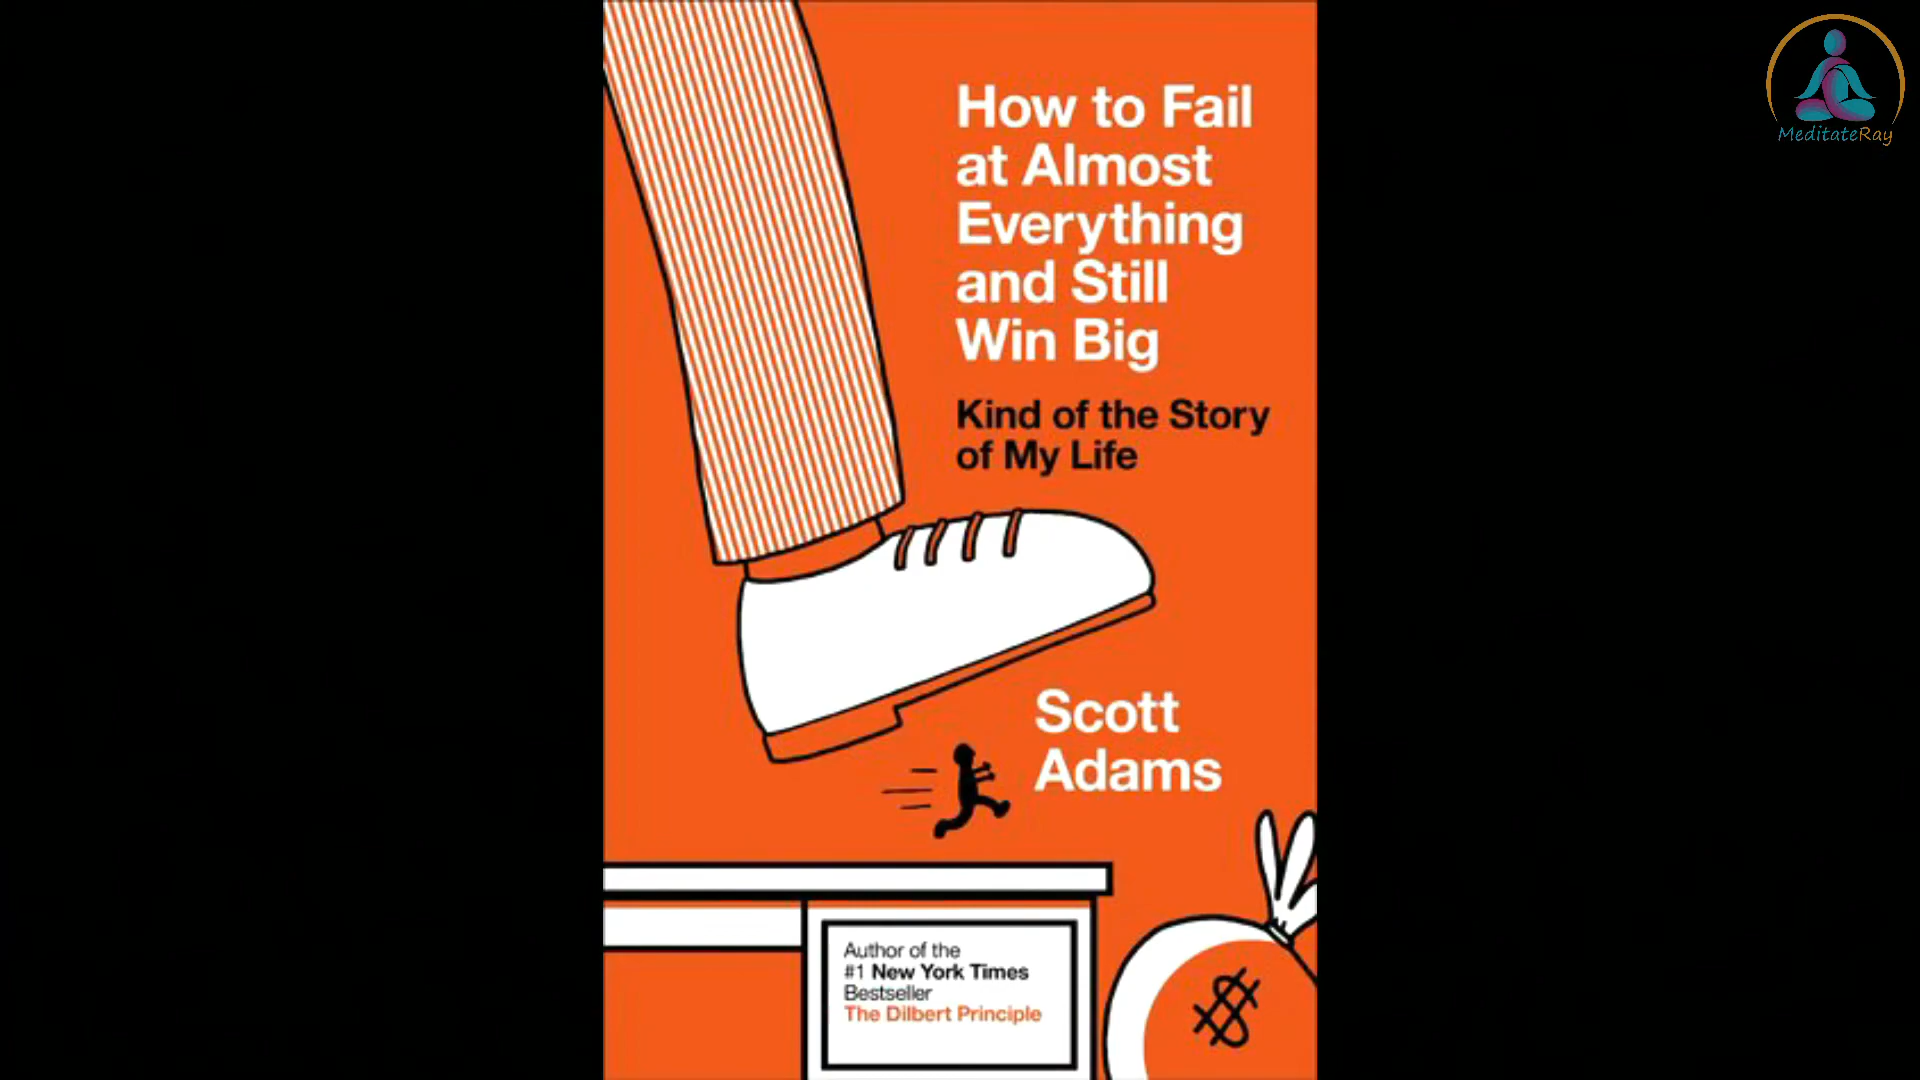 How to Fail
at Almost
Everything
and Still
Win Big
Kind of the Story
of My Life
Scott
Adams
Author of the
#1 New York Times
Bestseller
The Dilbert Principle
MeditateRay